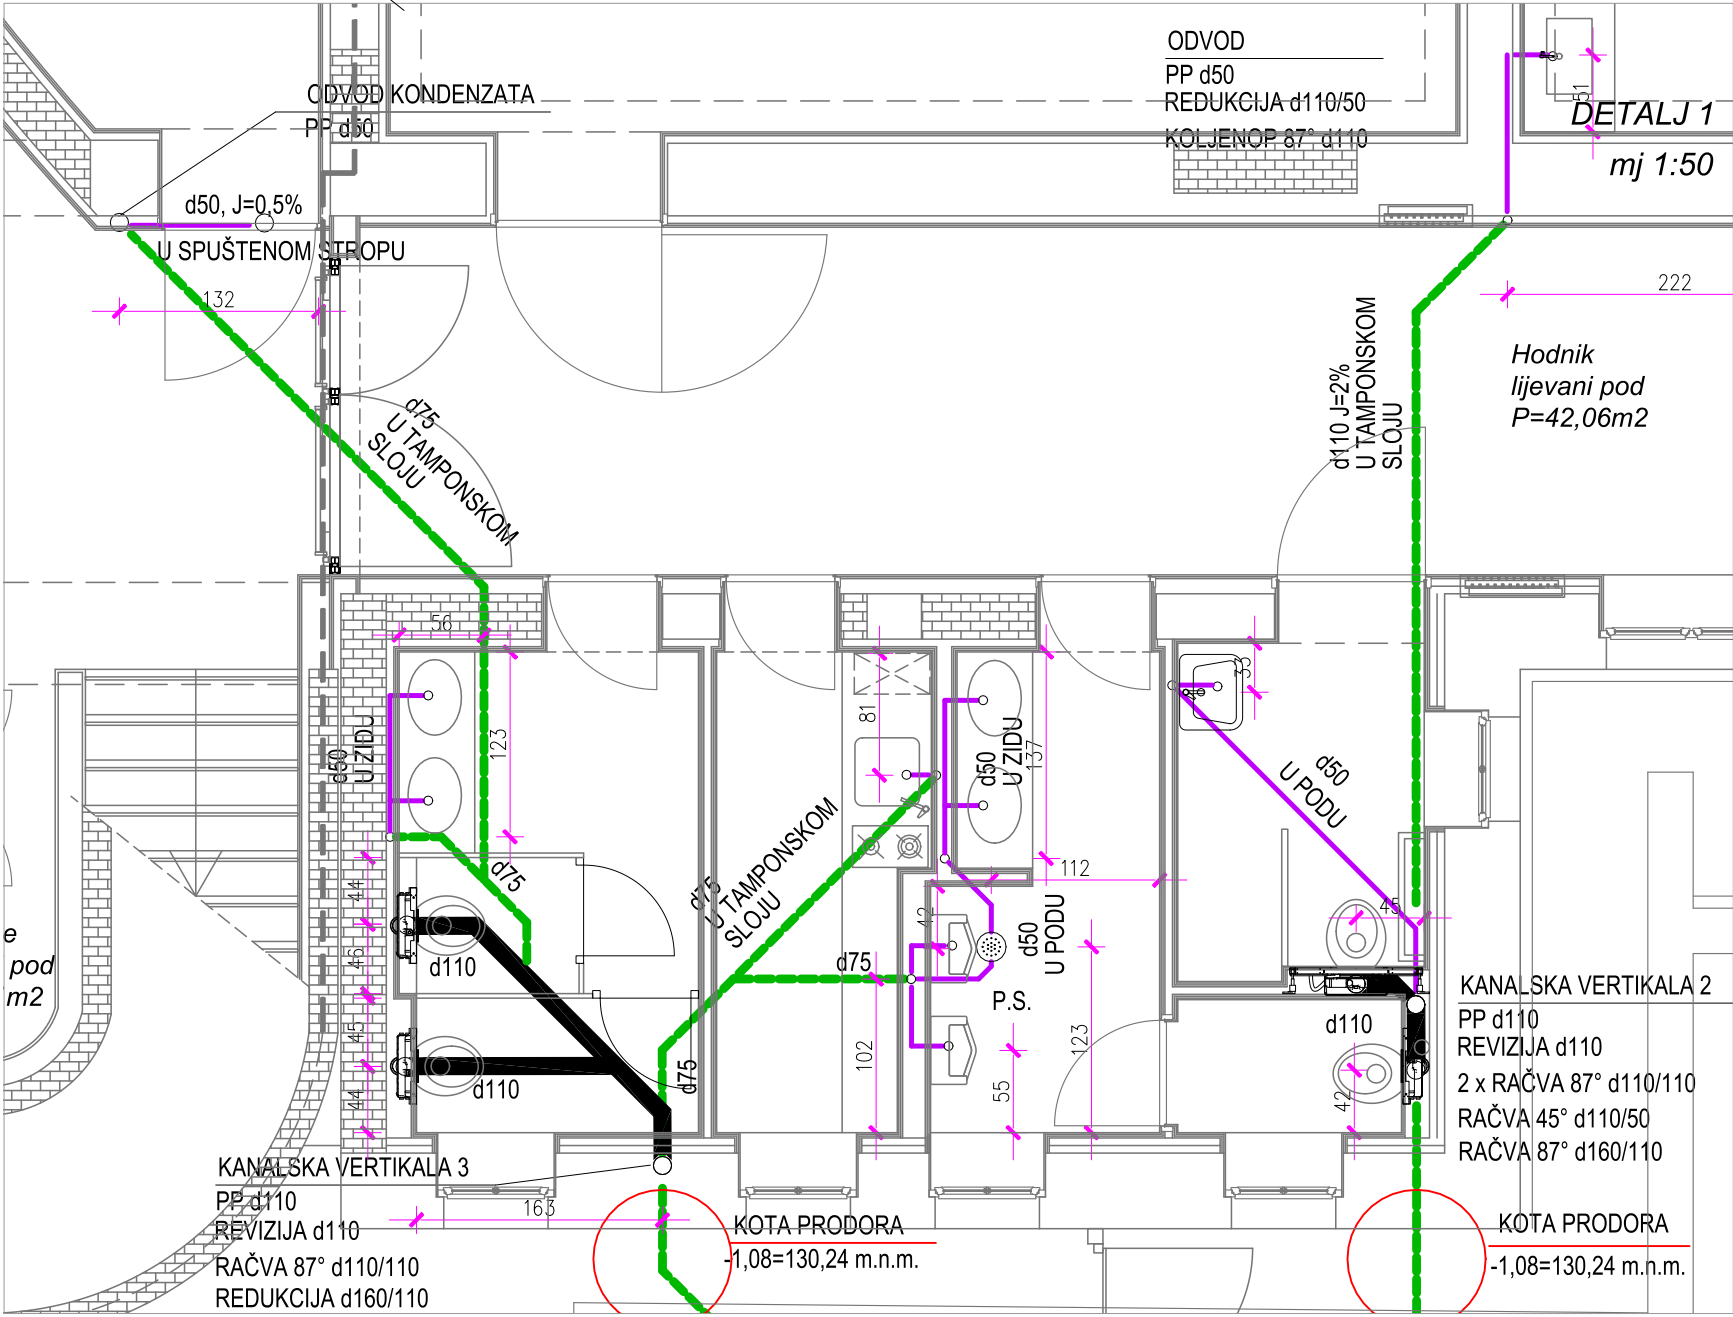 ODVOD
PP d50
REDUKCIJA d110/50
KOLJENOP 87° d110
51
DETALJ 1
mj 1:50
ODVOD KONDENZATA
PP d50
d50, J=0,5%
U SPUŠTENOM STROPU
132
222
d75
U TAMPONSKOM
SLOJU
d110 J=2%
U TAMPONSKOM
SLOJU
Hodnik
lijevani pod
P=42,06m2
56
123
d50
U ZIDU
81
d50
U ZIDU
137
35
d50
U PODU
d75
d75
U TAMPONSKOM
SLOJU
112
42
d50
U PODU
45
44
46
45
44
e
pod
m2
d110
d110
d75
d75
102
P.S.
55
123
d110
42
KANALSKA VERTIKALA 2
PP d110
REVIZIJA d110
2 x RAČVA 87° d110/110
RAČVA 45° d110/50
RAČVA 87° d160/110
KANALSKA VERTIKALA 3
PP d110
REVIZIJA d110
RAČVA 87° d110/110
REDUKCIJA d160/110
163
KOTA PRODORA
-1,08=130,24 m.n.m.
KOTA PRODORA
-1,08=130,24 m.n.m.